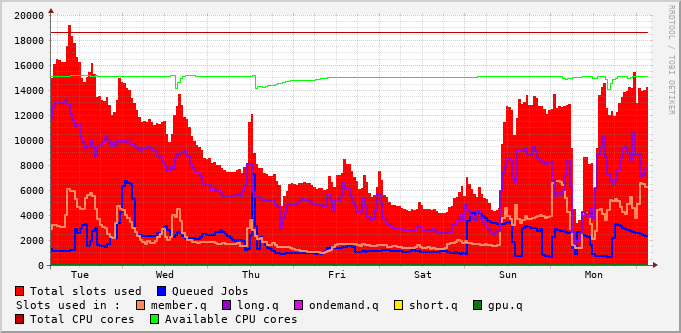 20000
18000
16000
14000
12000
10000
8000
6000
4000
2000
0
Tue Wed Thu Fri Sat Sun Mon
Total slots used Queued Jobs
Slots used in : member.q long.q ondemand.q short.q gpu.q
Total CPU cores Available CPU cores
RRDTOOL / TOBI OETIKER